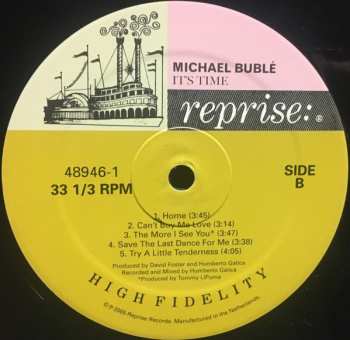 MICHAEL BUBLÉ
IT'S TIME
reprise:®
48946-1
33 1/3 RPM
SIDE
B
1. Home (3:45)
2. Can't Buy Me Love (3:14)
3. The More I See You* (3:47)
4. Save The Last Dance For Me (3:38)
5. Try A Little Tenderness (4:05)
Produced by David Foster and Humberto Gatica
Recorded and Mixed by Humberto Gatica
*Produced by Tommy LiPuma
HIGH FIDELITY
©℗ 2005 Reprise Records. Manufactured in the Netherlands.